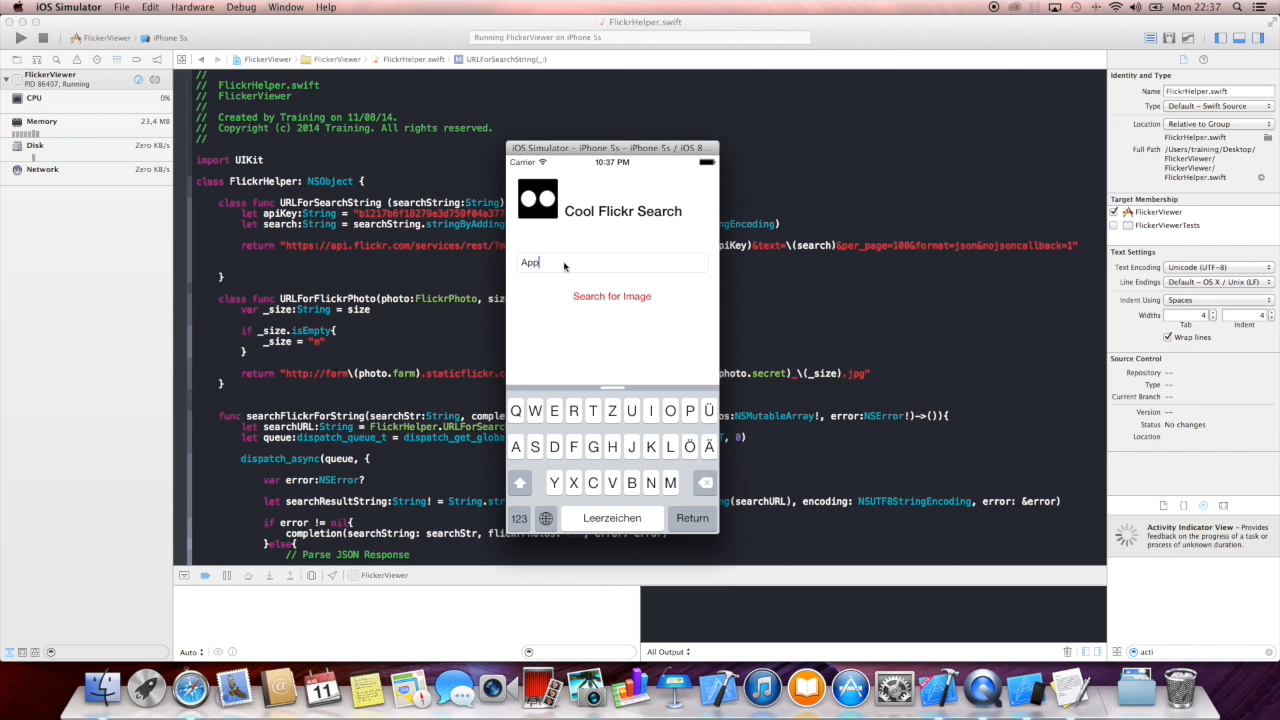 iOS Simulator File Edit Hardware Debug Window Help Mon 22:37
FlickrHelper.swift
FlickerViewer iPhone 5s Running FlickerViewer on iPhone 5s
FlickerViewer FlickerViewer FlickrHelper.swift URLForSearchString(_:)
FlickerViewer
PID 86407, Running
CPU 0%
Memory 23,4 MB
Disk Zero KB/s
Network Zero KB/s
//
// FlickrHelper.swift
// FlickerViewer
//
// Created by Training on 11/08/14.
// Copyright (c) 2014 Training. All rights reserved.
//
import UIKit
class FlickrHelper: NSObject {
class func URLForSearchString (searchString:String)
let apiKey:String =
let search:String = searchString.stringByAdding ngEncoding)
return "https://api.flickr.com/services/rest/?m piKey)&text=\(search)&per_page=100&format=json&nojsoncallback=1"
}
class func URLForFlickrPhoto(photo:FlickrPhoto, siz
var _size:String = size
if _size.isEmpty{
_size = "m"
}
return "http://farm\(photo.farm).staticflickr.c photo.secret)_\(_size).jpg"
}
func searchFlickrForString(searchStr:String, comple os:NSMutableArray!, error:NSError!)->()){
let searchURL:String = FlickrHelper.URLForSearc
let queue:dispatch_queue_t = dispatch_get_globa T, 0)
dispatch_async(queue, {
var error:NSError?
let searchResultString:String! = String.str ng(searchURL), encoding: NSUTF8StringEncoding, error: &error)
if error != nil{
completion(searchString: searchStr, flickrPhotos: nil, error: error)
}else{
// Parse JSON Response
iOS Simulator - iPhone 5s - iPhone 5s / iOS 8...
Carrier 10:37 PM
Cool Flickr Search
App
Search for Image
Q W E R T Z U I O P Ü
A S D F G H J K L Ö Ä
Y X C V B N M
123 Leerzeichen Return
FlickerViewer
Auto
All Output
Identity and Type
Name FlickrHelper.swift
Type Default - Swift Source
Location Relative to Group
FlickrHelper.swift
Full Path /Users/training/Desktop/
FlickerViewer/
FlickerViewer/
FlickrHelper.swift
Target Membership
FlickerViewer
FlickerViewerTests
Text Settings
Text Encoding Unicode (UTF-8)
Line Endings Default - OS X / Unix (LF)
Indent Using Spaces
Widths 4 4
Tab Indent
Wrap lines
Source Control
Repository --
Type --
Current Branch --
Version --
Status No changes
Location
Activity Indicator View - Provides
feedback on the progress of a task or
process of unknown duration.
acti
AUG
11